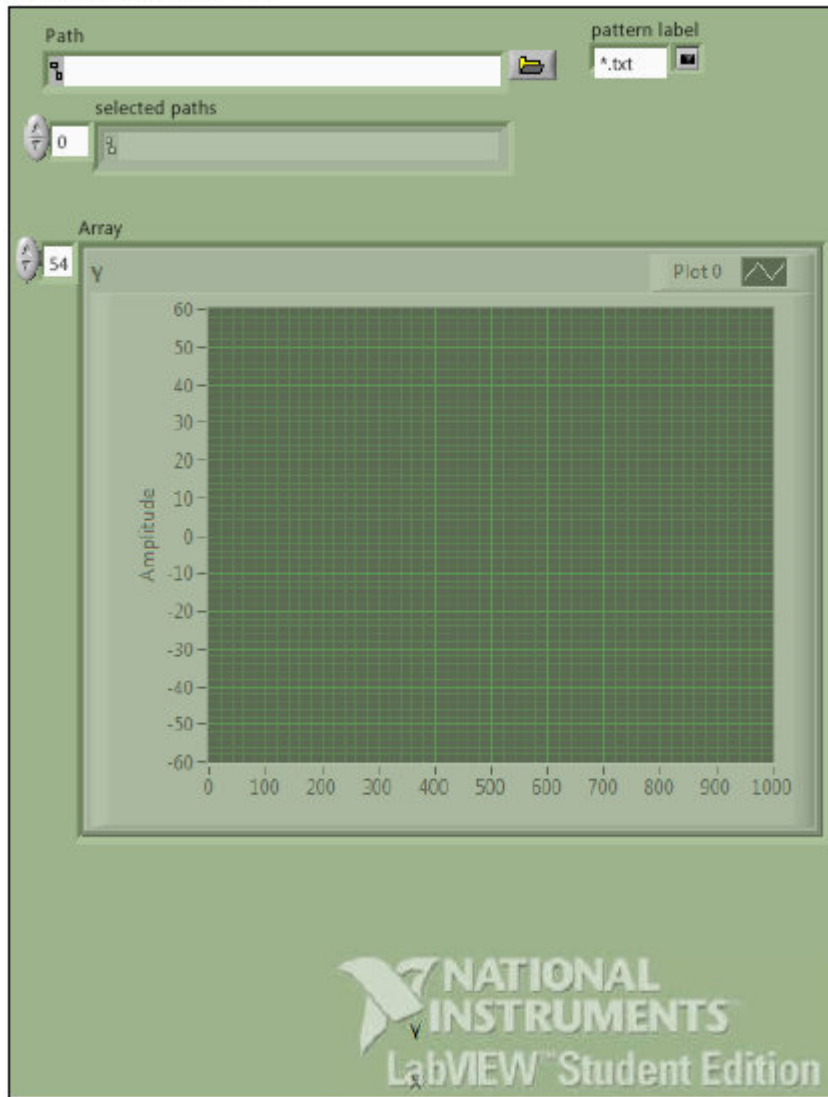 Path
pattern label
*.txt
selected paths
0
Array
54
Y
Plot 0
60
50
40
30
20
10
0
-10
-20
-30
-40
-50
-60
Amplitude
0 100 200 300 400 500 600 700 800 900 1000
NATIONAL
INSTRUMENTS
Y
LabVIEW™ Student Edition
X